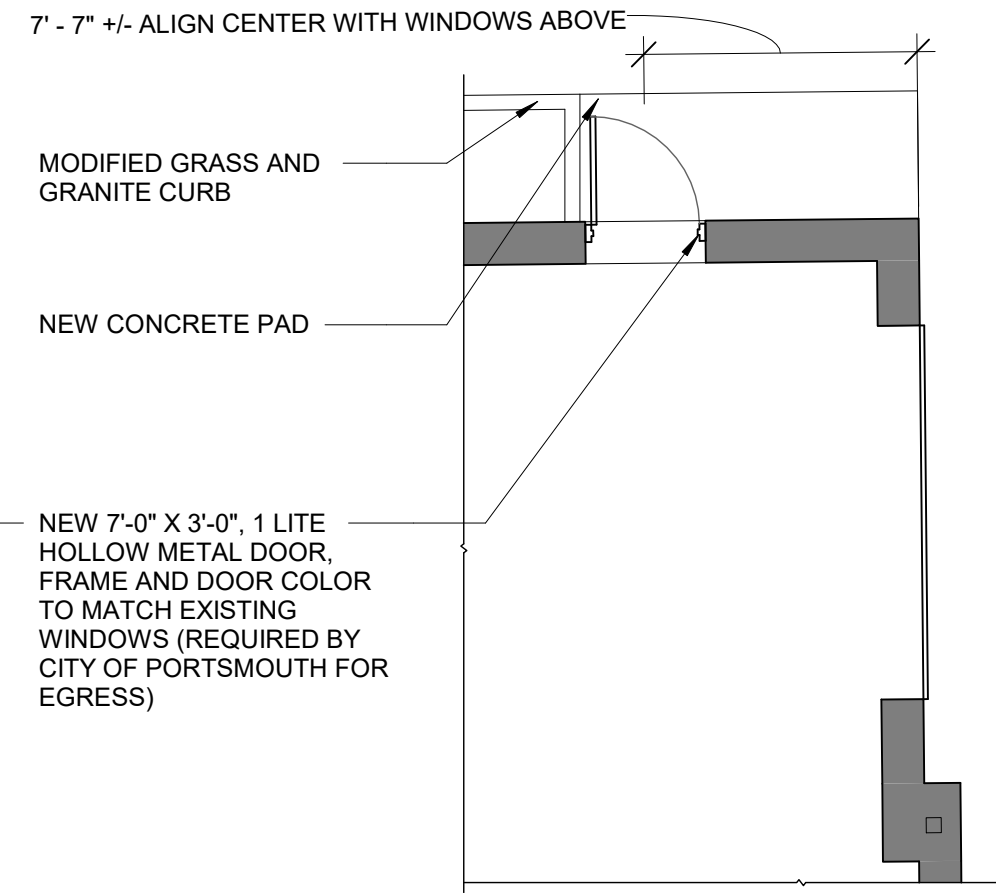 7' - 7" +/- ALIGN CENTER WITH WINDOWS ABOVE
MODIFIED GRASS AND
GRANITE CURB
NEW CONCRETE PAD
NEW 7'-0" X 3'-0", 1 LITE
HOLLOW METAL DOOR,
FRAME AND DOOR COLOR
TO MATCH EXISTING
WINDOWS (REQUIRED BY
CITY OF PORTSMOUTH FOR
EGRESS)